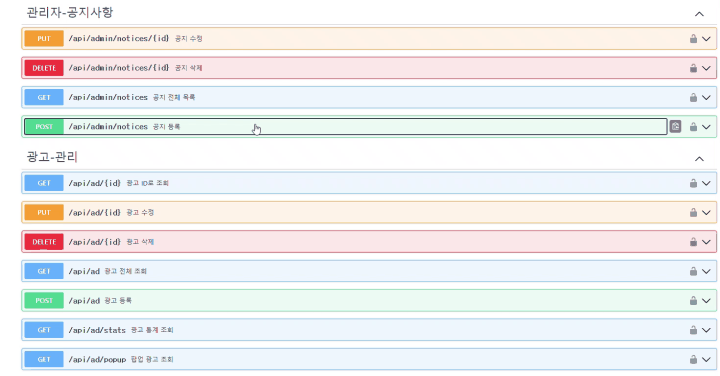 관리자-공지사항
PUT /api/admin/notices/{id} 공지 수정
DELETE /api/admin/notices/{id} 공지 삭제
GET /api/admin/notices 공지 전체 목록
POST /api/admin/notices 공지 등록
광고-관리
GET /api/ad/{id} 광고 ID로 조회
PUT /api/ad/{id} 광고 수정
DELETE /api/ad/{id} 광고 삭제
GET /api/ad 광고 전체 조회
POST /api/ad 광고 등록
GET /api/ad/stats 광고 통계 조회
GET /api/ad/popup 팝업 광고 조회